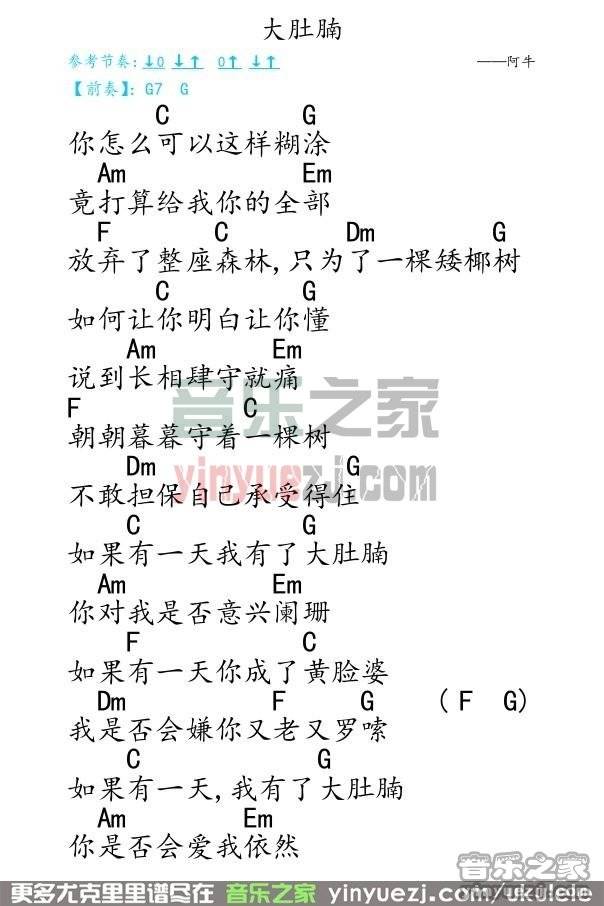 大肚腩
参考节奏:↓0 ↓↑ 0↑ ↓↑ ——阿牛
【前奏】: G7 G
C G
你怎么可以这样糊涂
Am Em
竟打算给我你的全部
F C Dm G
放弃了整座森林,只为了一棵矮椰树
C G
如何让你明白让你懂
Am Em
说到长相肆守就痛
F C
朝朝暮暮守着一棵树
Dm G
不敢担保自己承受得住
C G
如果有一天我有了大肚腩
Am Em
你对我是否意兴阑珊
F C
如果有一天你成了黄脸婆
Dm F G ( F G)
我是否会嫌你又老又罗嗦
C G
如果有一天,我有了大肚腩
Am Em
你是否会爱我依然
音乐之家
yinyuezj.com
音乐之家
yinyuezj.com
更多尤克里里谱尽在 音乐之家 yinyuezj.com/ukulele